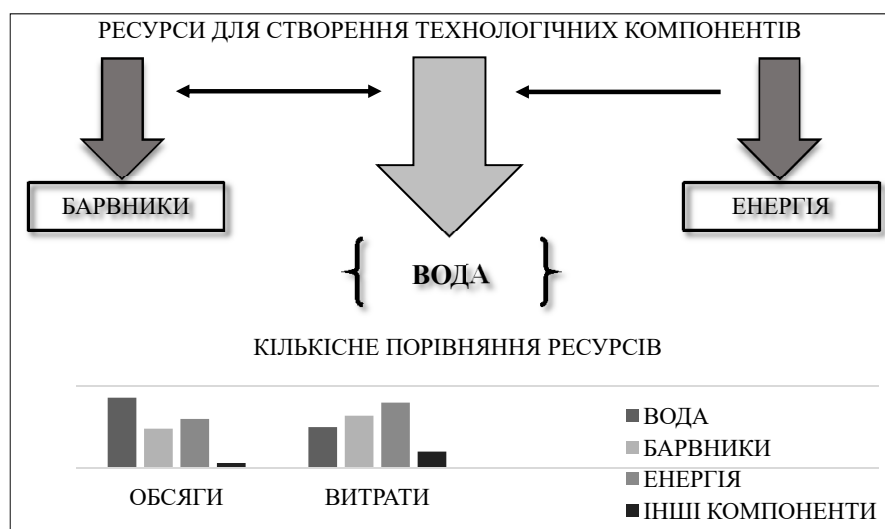 РЕСУРСИ ДЛЯ СТВОРЕННЯ ТЕХНОЛОГІЧНИХ КОМПОНЕНТІВ
БАРВНИКИ
ЕНЕРГІЯ
{ ВОДА }
КІЛЬКІСНЕ ПОРІВНЯННЯ РЕСУРСІВ
ОБСЯГИ
ВИТРАТИ
ВОДА
БАРВНИКИ
ЕНЕРГІЯ
ІНШІ КОМПОНЕНТИ